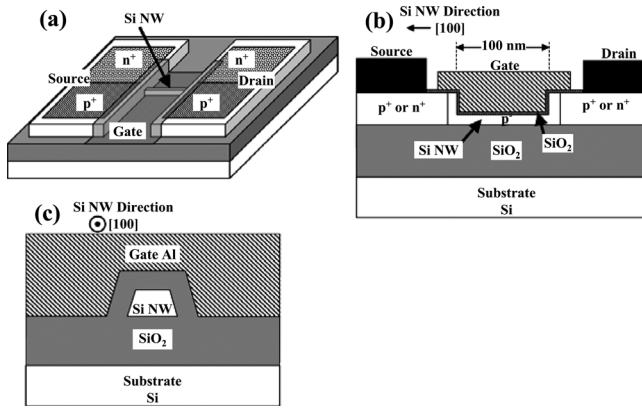 (a)
Si NW
n⁺
n⁺
Source
Drain
p⁺
p⁺
Gate
(b)
Si NW Direction
[100]
Source
100 nm
Drain
Gate
p⁺ or n⁺
p⁺ or n⁺
p⁻
Si NW
SiO₂
SiO₂
Substrate
Si
(c)
Si NW Direction
[100]
Gate Al
Si NW
SiO₂
Substrate
Si